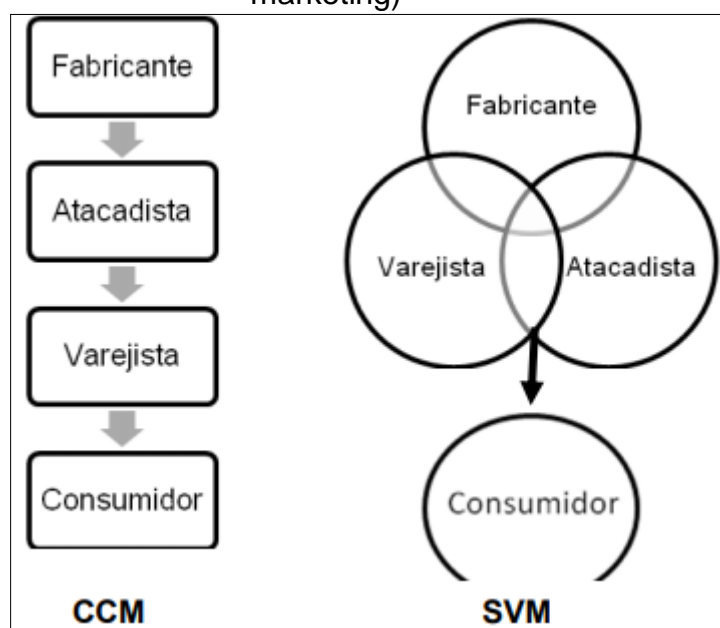 marketing)
Fabricante
Atacadista
Varejista
Consumidor
CCM
Fabricante
Varejista
Atacadista
Consumidor
SVM